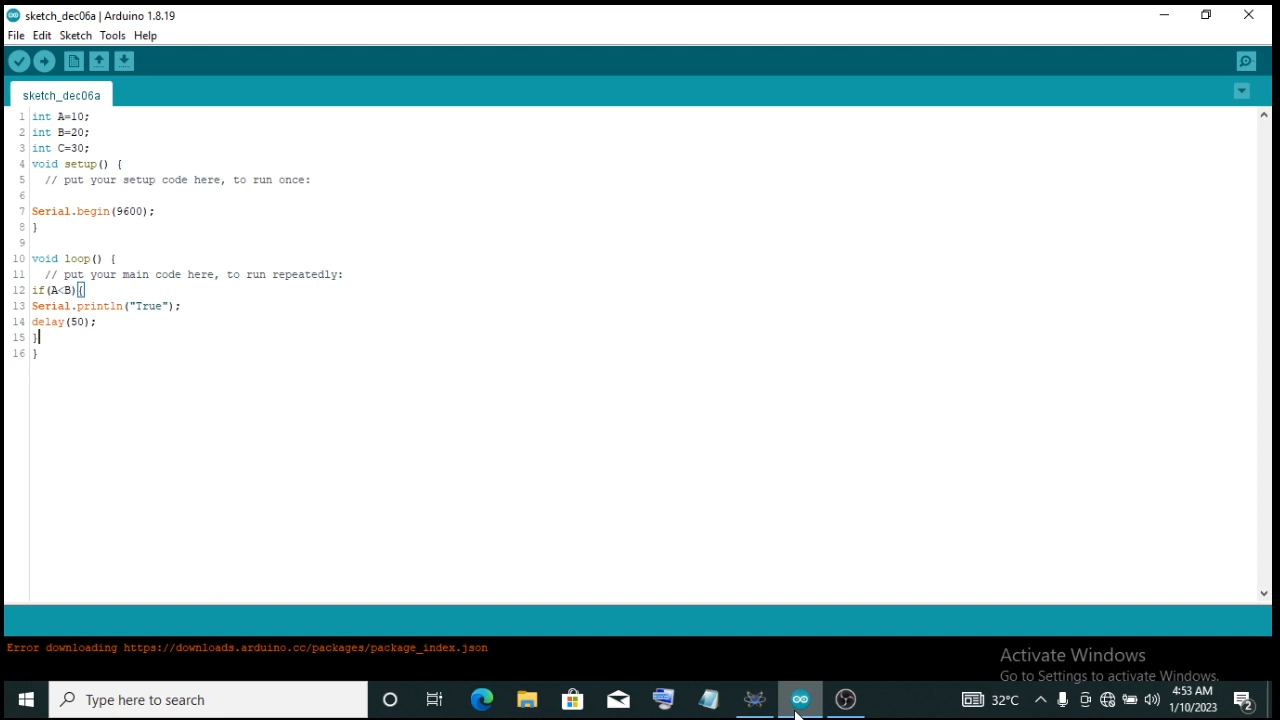 sketch_dec06a | Arduino 1.8.19
File Edit Sketch Tools Help
sketch_dec06a
1 int A=10;
2 int B=20;
3 int C=30;
4 void setup() {
5 // put your setup code here, to run once:
6
7 Serial.begin(9600);
8 }
9
10 void loop() {
11 // put your main code here, to run repeatedly:
12 if(A<B){
13 Serial.println("True");
14 delay(50);
15 }
16 }
Error downloading https://downloads.arduino.cc/packages/package_index.json
Activate Windows
Go to Settings to activate Windows.
Type here to search
32°C
4:53 AM
1/10/2023
2